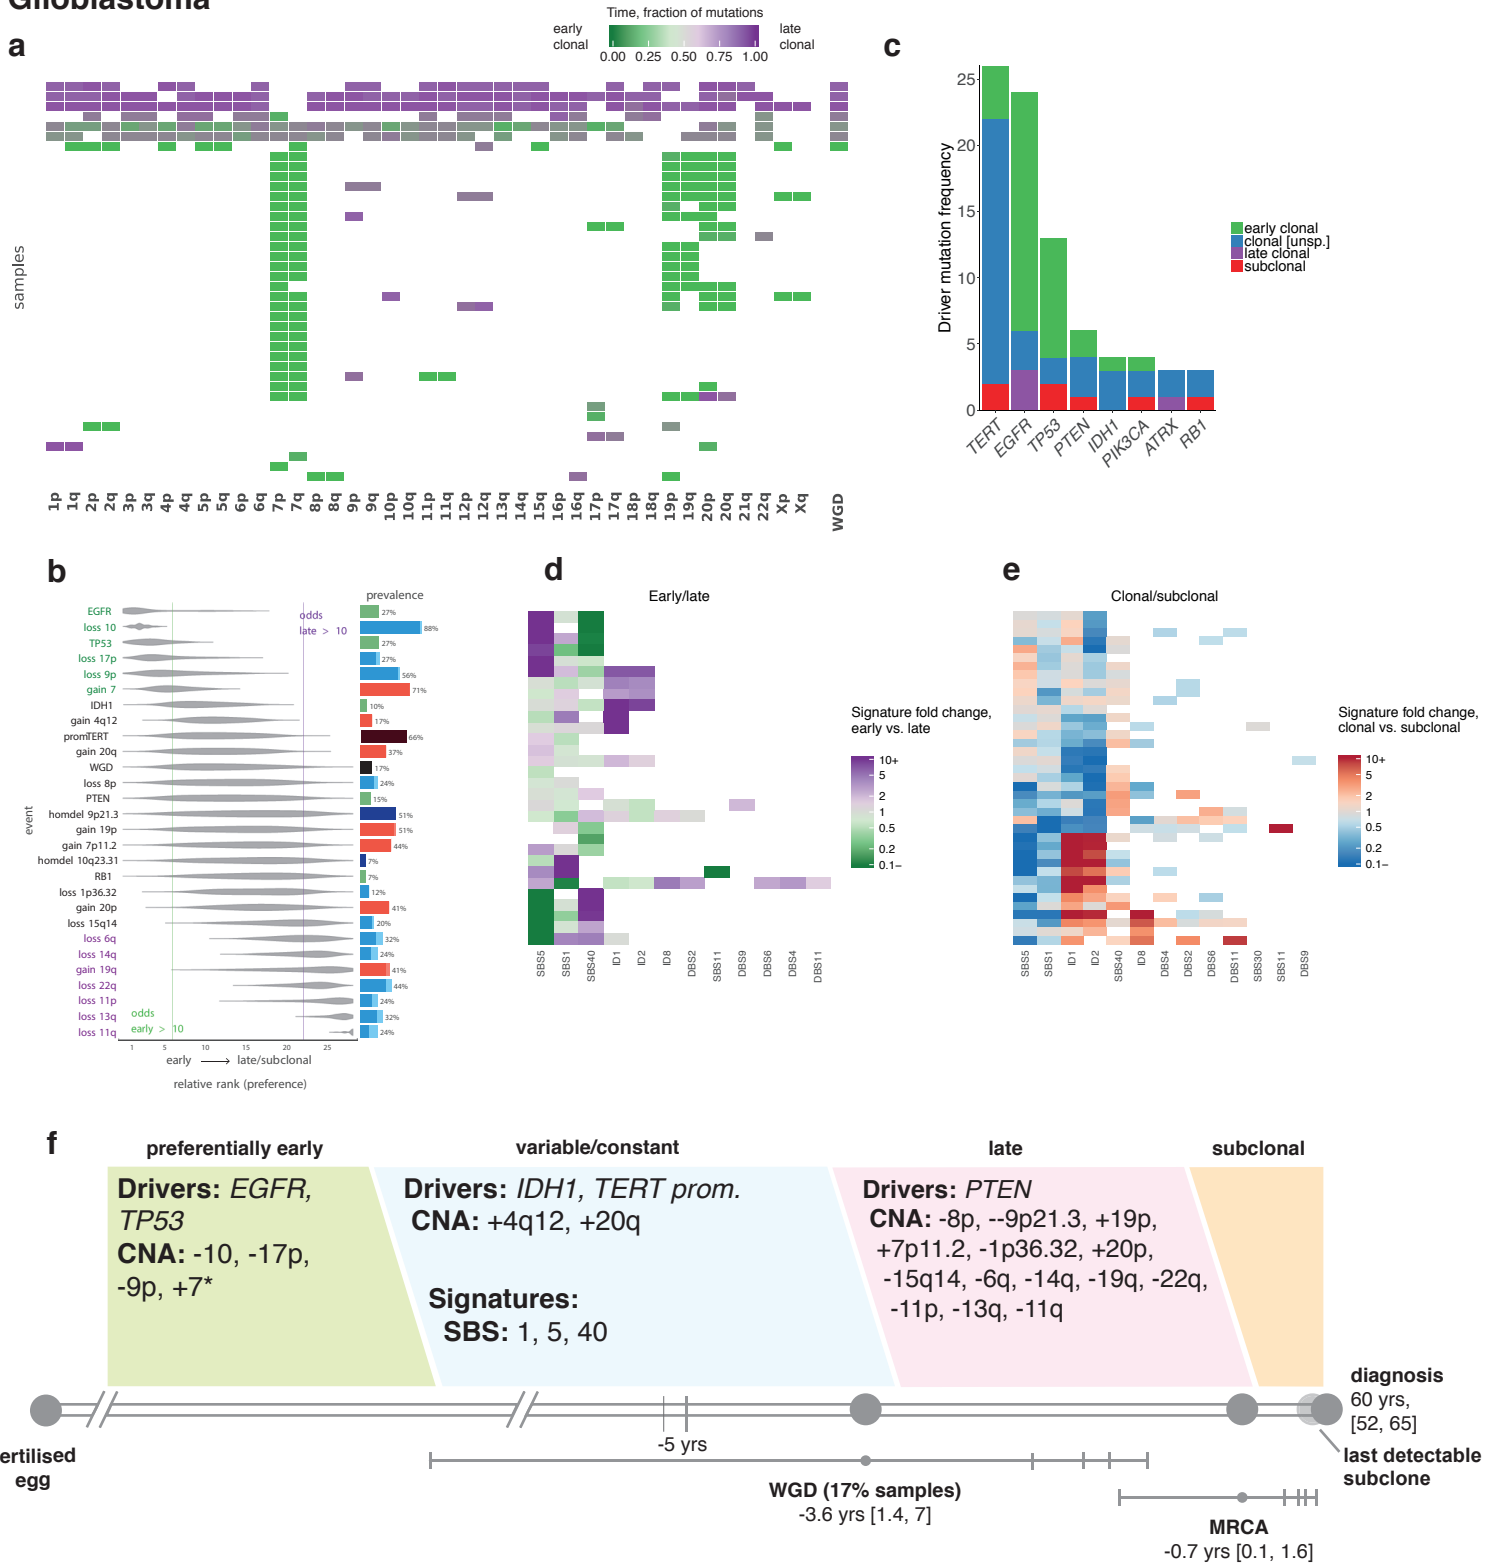 Glioblastoma
a
Time, fraction of mutations
early clonal
late clonal
0.00 0.25 0.50 0.75 1.00
samples
1p 1q 2p 2q 3p 3q 4p 4q 5p 5q 6p 6q 7p 7q 8p 8q 9p 9q 10p 10q 11p 11q 12p 12q 13q 14q 15q 16p 16q 17p 17q 18p 18q 19p 19q 20p 20q 21q 22q Xp Xq WGD
c
Driver mutation frequency
25
20
15
10
5
0
TERT EGFR TP53 PTEN IDH1 PIK3CA ATRX RB1
early clonal
clonal [unsp.]
late clonal
subclonal
b
prevalence
odds
late > 10
event
EGFR 27%
loss 10 88%
TP53 27%
loss 17p 27%
loss 9p 56%
gain 7 71%
IDH1 10%
gain 4q12 17%
promTERT 66%
gain 20q 37%
WGD 17%
loss 8p 24%
PTEN 15%
homdel 9p21.3 51%
gain 19p 51%
gain 7p11.2 44%
homdel 10q23.31 7%
RB1 7%
loss 1p36.32 12%
gain 20p 41%
loss 15q14 20%
loss 6q 32%
loss 14q 24%
gain 19q 41%
loss 22q 44%
loss 11p 24%
loss 13q 32%
loss 11q 24%
odds
early > 10
1 5 10 15 20 25
early late/subclonal
relative rank (preference)
d
Early/late
SBS5 SBS1 SBS40 ID1 ID2 ID8 DBS2 SBS11 DBS9 DBS6 DBS4 DBS11
Signature fold change,
early vs. late
10+
5
2
1
0.5
0.2
0.1−
e
Clonal/subclonal
SBS5 SBS1 ID1 ID2 SBS40 ID8 DBS4 DBS2 DBS6 DBS11 SBS30 SBS11 DBS9
Signature fold change,
clonal vs. subclonal
10+
5
2
1
0.5
0.2
0.1−
f
preferentially early
variable/constant
late
subclonal
Drivers: EGFR,
TP53
CNA: -10, -17p,
-9p, +7*
Drivers: IDH1, TERT prom.
CNA: +4q12, +20q
Signatures:
SBS: 1, 5, 40
Drivers: PTEN
CNA: -8p, --9p21.3, +19p,
+7p11.2, -1p36.32, +20p,
-15q14, -6q, -14q, -19q, -22q,
-11p, -13q, -11q
ertilised
egg
-5 yrs
WGD (17% samples)
-3.6 yrs [1.4, 7]
MRCA
-0.7 yrs [0.1, 1.6]
diagnosis
60 yrs,
[52, 65]
last detectable
subclone